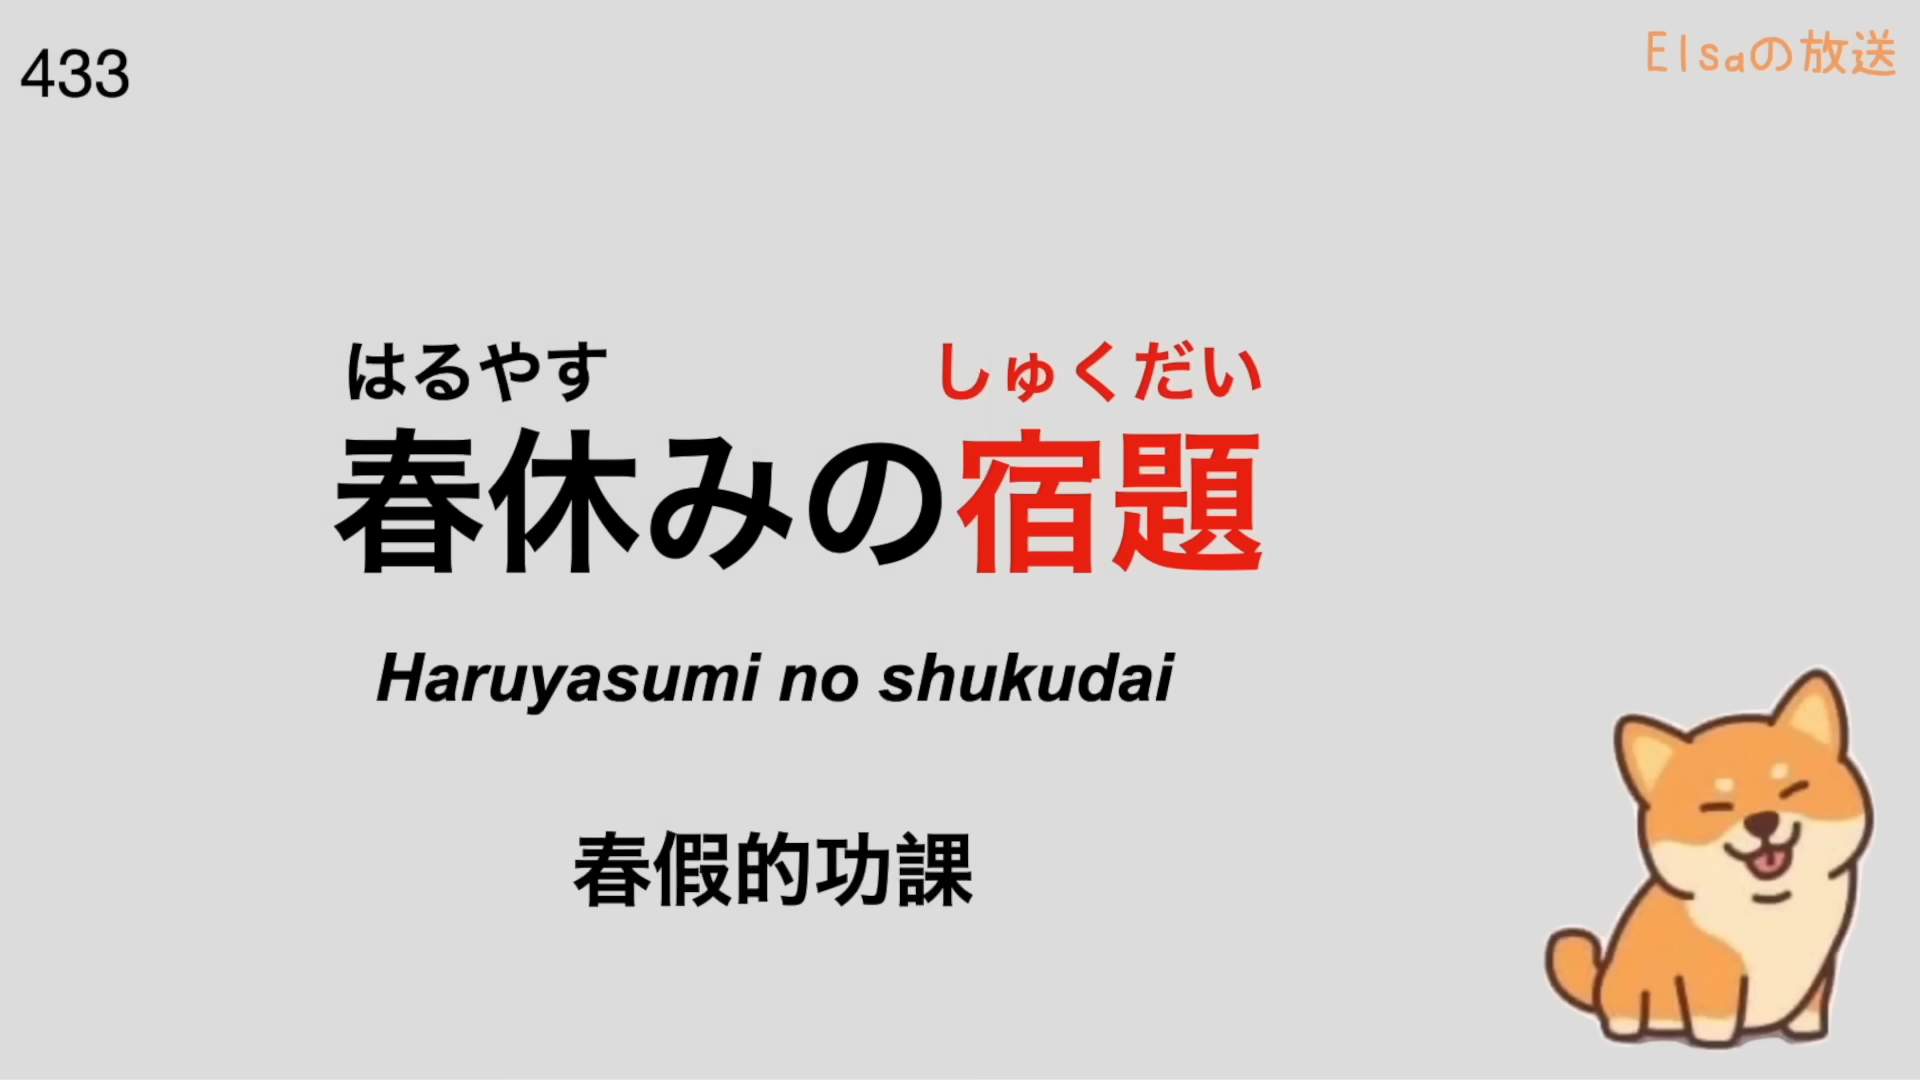 433
Elsaの放送
はるやす しゅくだい
春休みの宿題
Haruyasumi no shukudai
春假的功課